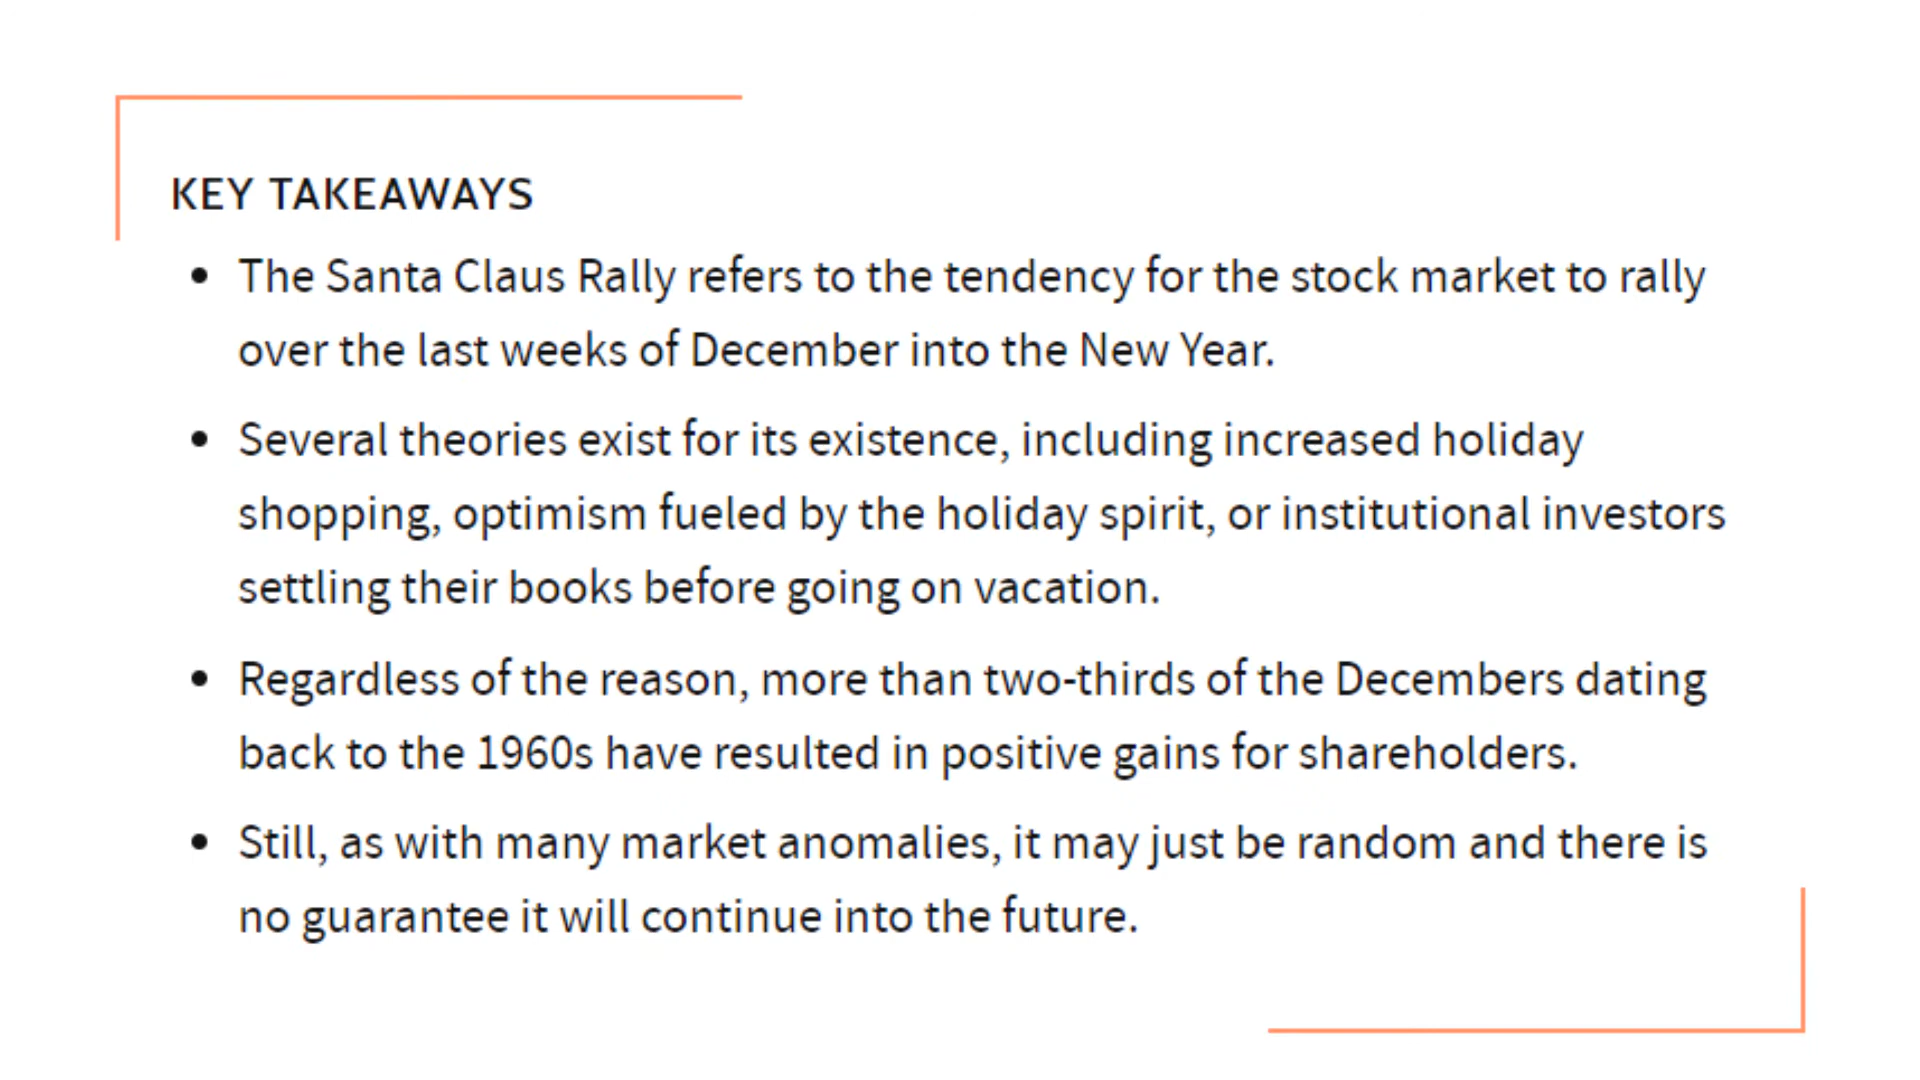 KEY TAKEAWAYS
• The Santa Claus Rally refers to the tendency for the stock market to rally
over the last weeks of December into the New Year.
• Several theories exist for its existence, including increased holiday
shopping, optimism fueled by the holiday spirit, or institutional investors
settling their books before going on vacation.
• Regardless of the reason, more than two-thirds of the Decembers dating
back to the 1960s have resulted in positive gains for shareholders.
• Still, as with many market anomalies, it may just be random and there is
no guarantee it will continue into the future.